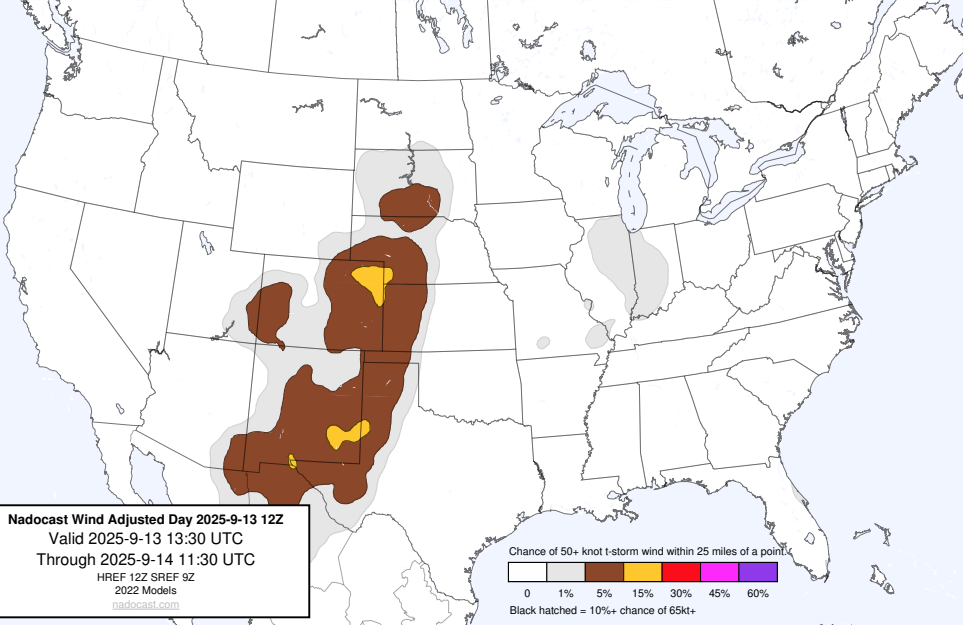 Nadocast Wind Adjusted Day 2025-9-13 12Z
Valid 2025-9-13 13:30 UTC
Through 2025-9-14 11:30 UTC
HREF 12Z SREF 9Z
2022 Models
nadocast.com
Chance of 50+ knot t-storm wind within 25 miles of a point.
0 1% 5% 15% 30% 45% 60%
Black hatched = 10%+ chance of 65kt+